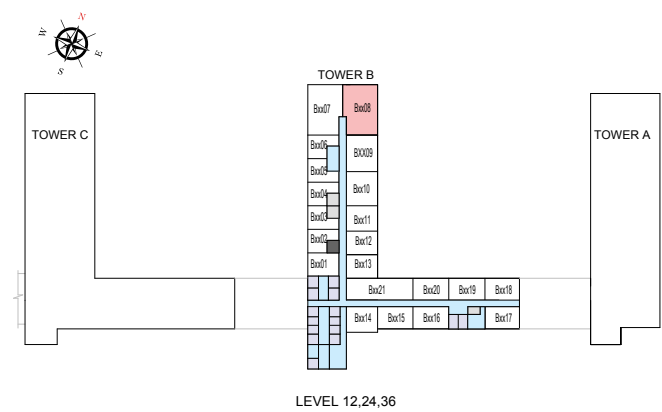 N
W
E
S
TOWER B
TOWER C
TOWER A
Bxx07
Bxx08
Bxx06
BXX09
Bxx05
Bxx04
Bxx10
Bxx03
Bxx11
Bxx02
Bxx12
Bxx01
Bxx13
Bxx21
Bxx20
Bxx19
Bxx18
Bxx14
Bxx15
Bxx16
Bxx17
LEVEL 12,24,36